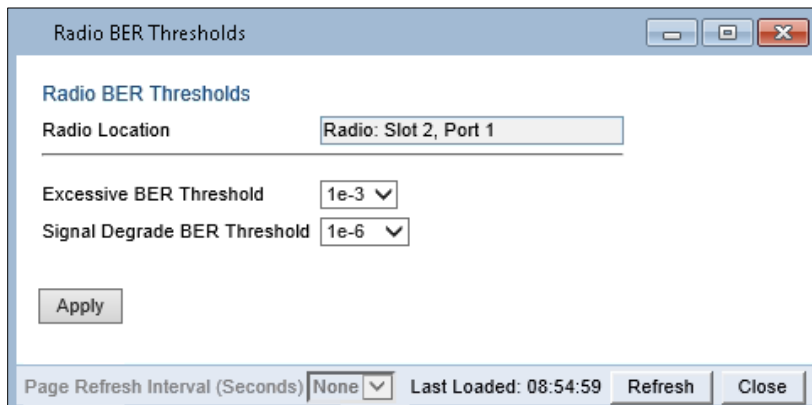 Radio BER Thresholds
Radio BER Thresholds
Radio Location Radio: Slot 2, Port 1
Excessive BER Threshold 1e-3
Signal Degrade BER Threshold 1e-6
Apply
Page Refresh Interval (Seconds) None Last Loaded: 08:54:59 Refresh Close